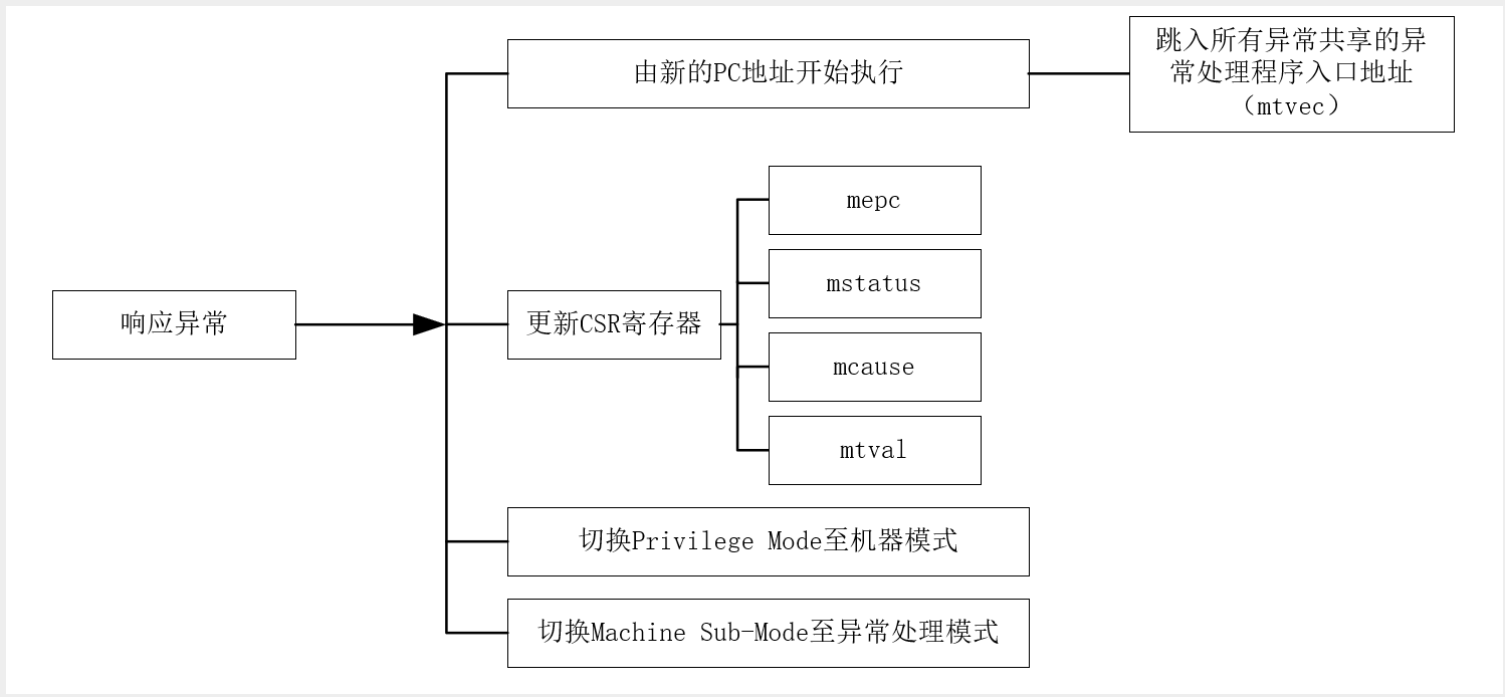 由新的PC地址开始执行
跳入所有异常共享的异
常处理程序入口地址
（mtvec）
响应异常
更新CSR寄存器
mepc
mstatus
mcause
mtval
切换Privilege Mode至机器模式
切换Machine Sub-Mode至异常处理模式